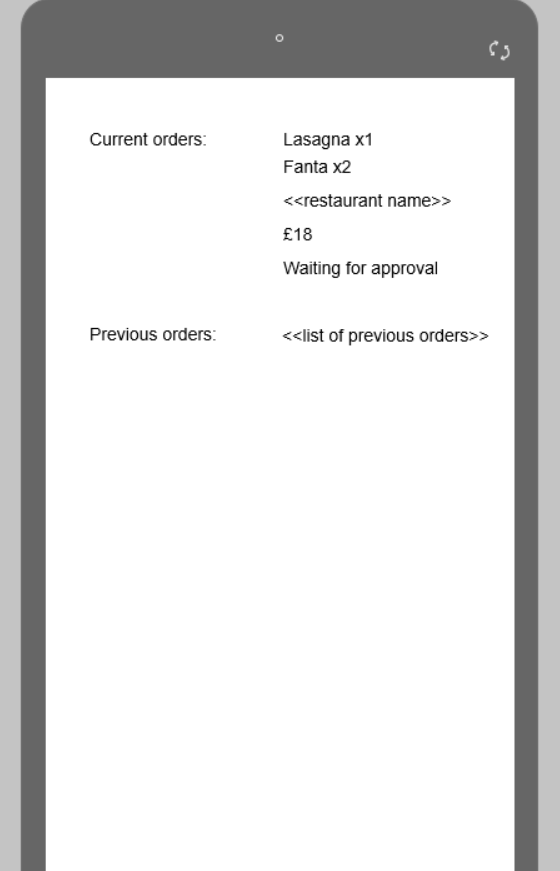 Current orders: Lasagna x1
Fanta x2
<<restaurant name>>
£18
Waiting for approval
Previous orders: <<list of previous orders>>